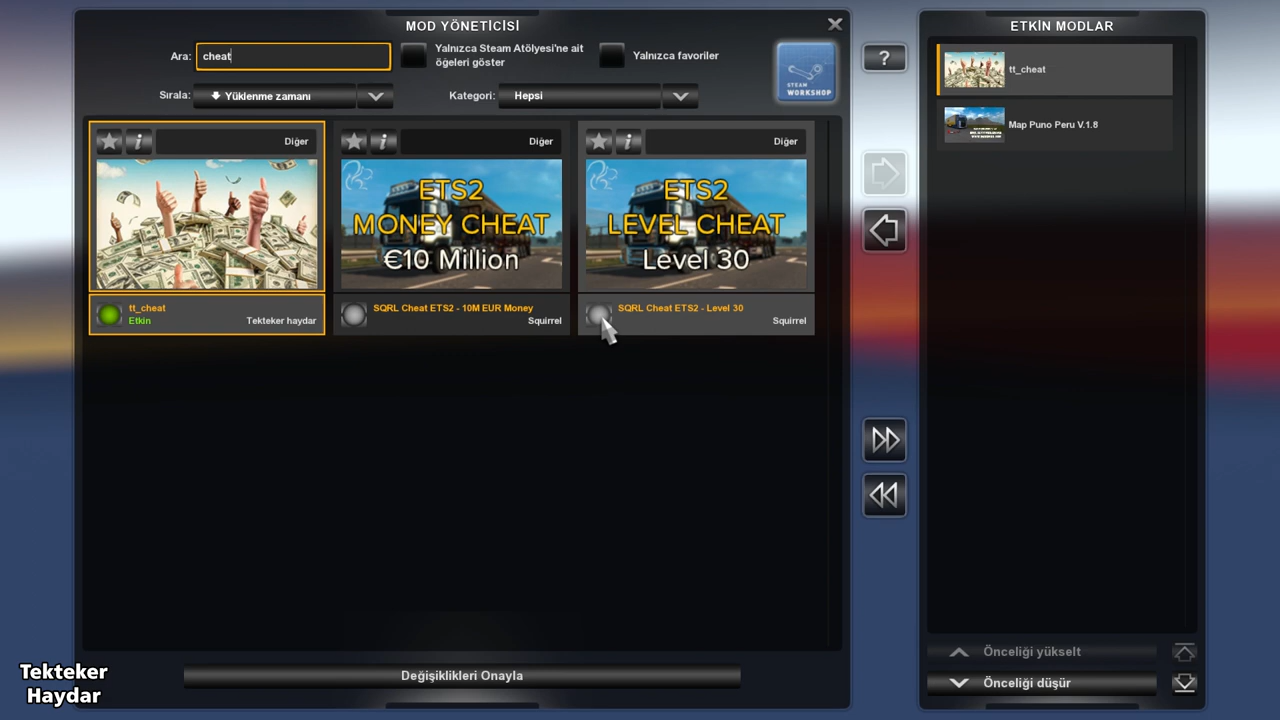 MOD YÖNETİCİSİ
Ara:
cheat
Yalnızca Steam Atölyesi'ne ait
öğeleri göster
Yalnızca favoriler
STEAM
WORKSHOP
Sırala:
Yüklenme zamanı
Kategori:
Hepsi
Diğer
tt_cheat
Etkin
Tekteker haydar
Diğer
ETS2
MONEY CHEAT
€10 Million
SQRL Cheat ETS2 - 10M EUR Money
Squirrel
Diğer
ETS2
LEVEL CHEAT
Level 30
SQRL Cheat ETS2 - Level 30
Squirrel
Değişiklikleri Onayla
?
ETKİN MODLAR
tt_cheat
Map Puno Peru V.1.8
Önceliği yükselt
Önceliği düşür
Tekteker
Haydar